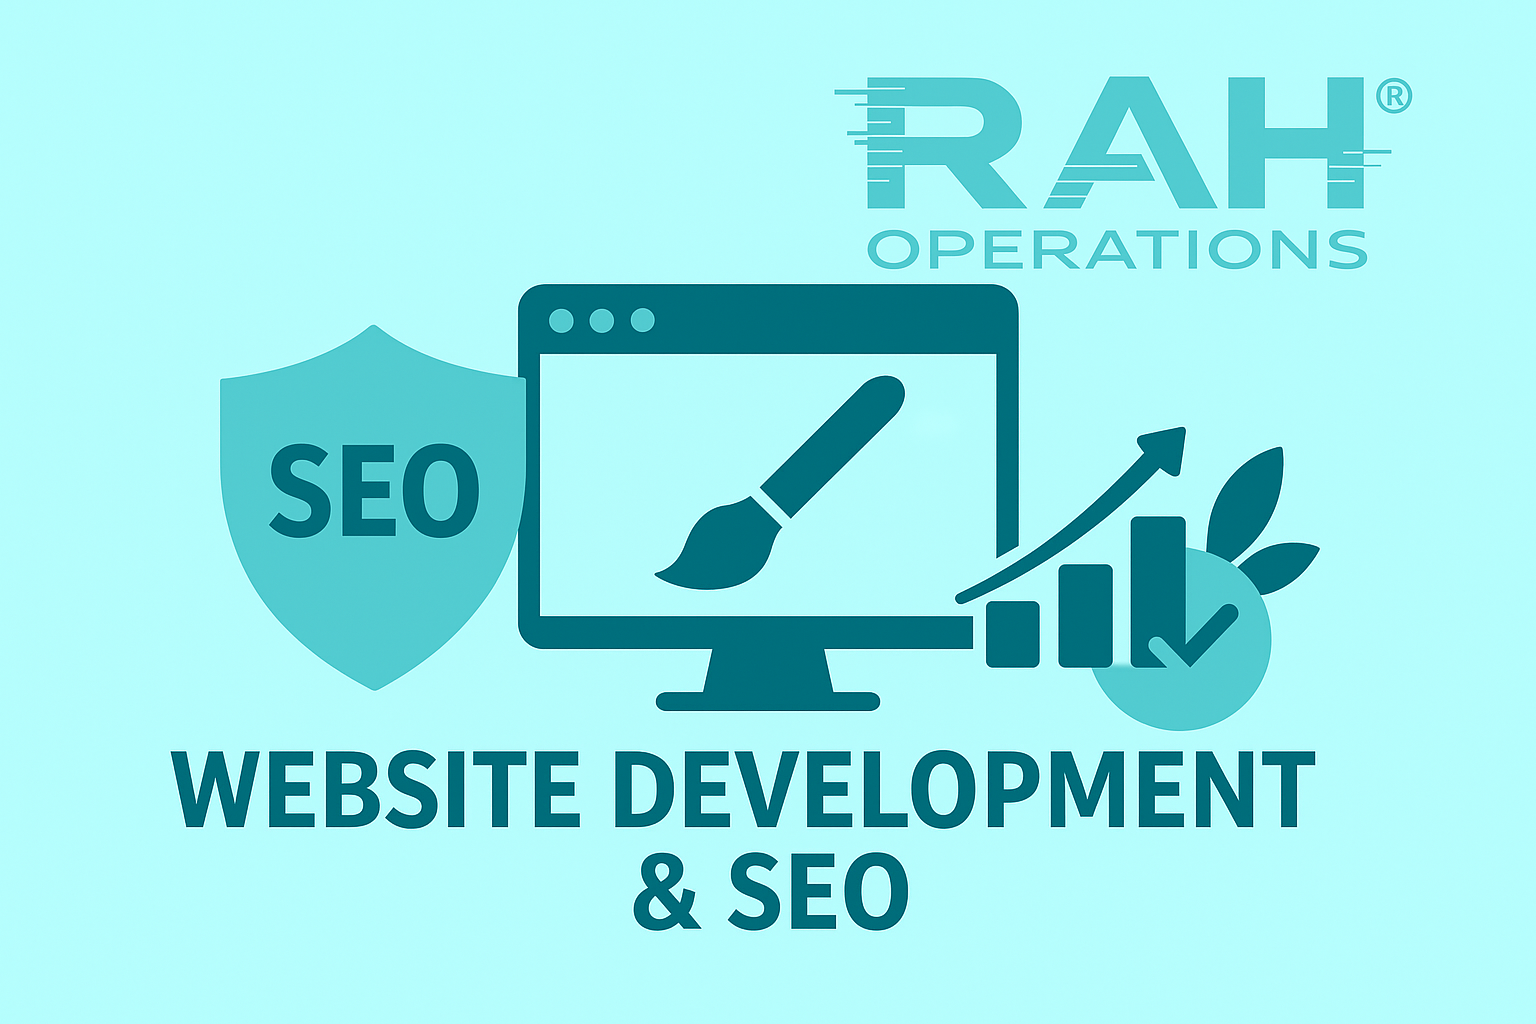 RAH®
OPERATIONS
SEO
WEBSITE DEVELOPMENT
& SEO